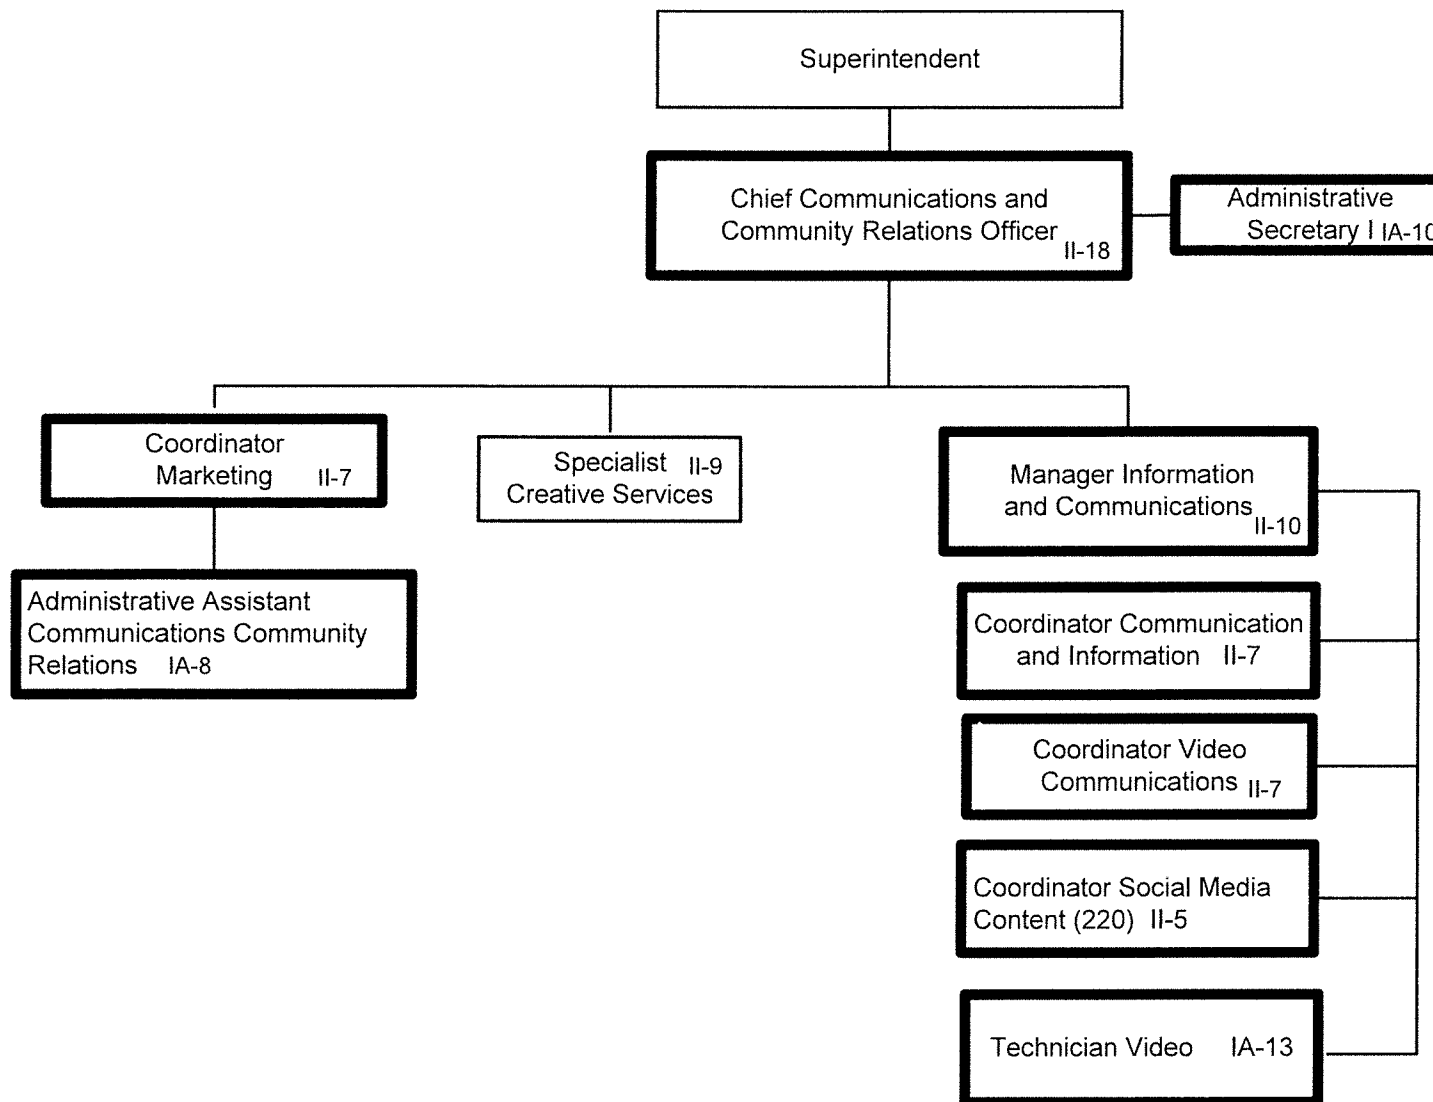 Superintendent
Chief Communications and
Community Relations Officer
II-18
Administrative
Secretary I IA-10
Coordinator
Marketing II-7
Specialist II-9
Creative Services
Manager Information
and Communications
II-10
Administrative Assistant
Communications Community
Relations IA-8
Coordinator Communication
and Information II-7
Coordinator Video
Communications II-7
Coordinator Social Media
Content (220) II-5
Technician Video IA-13